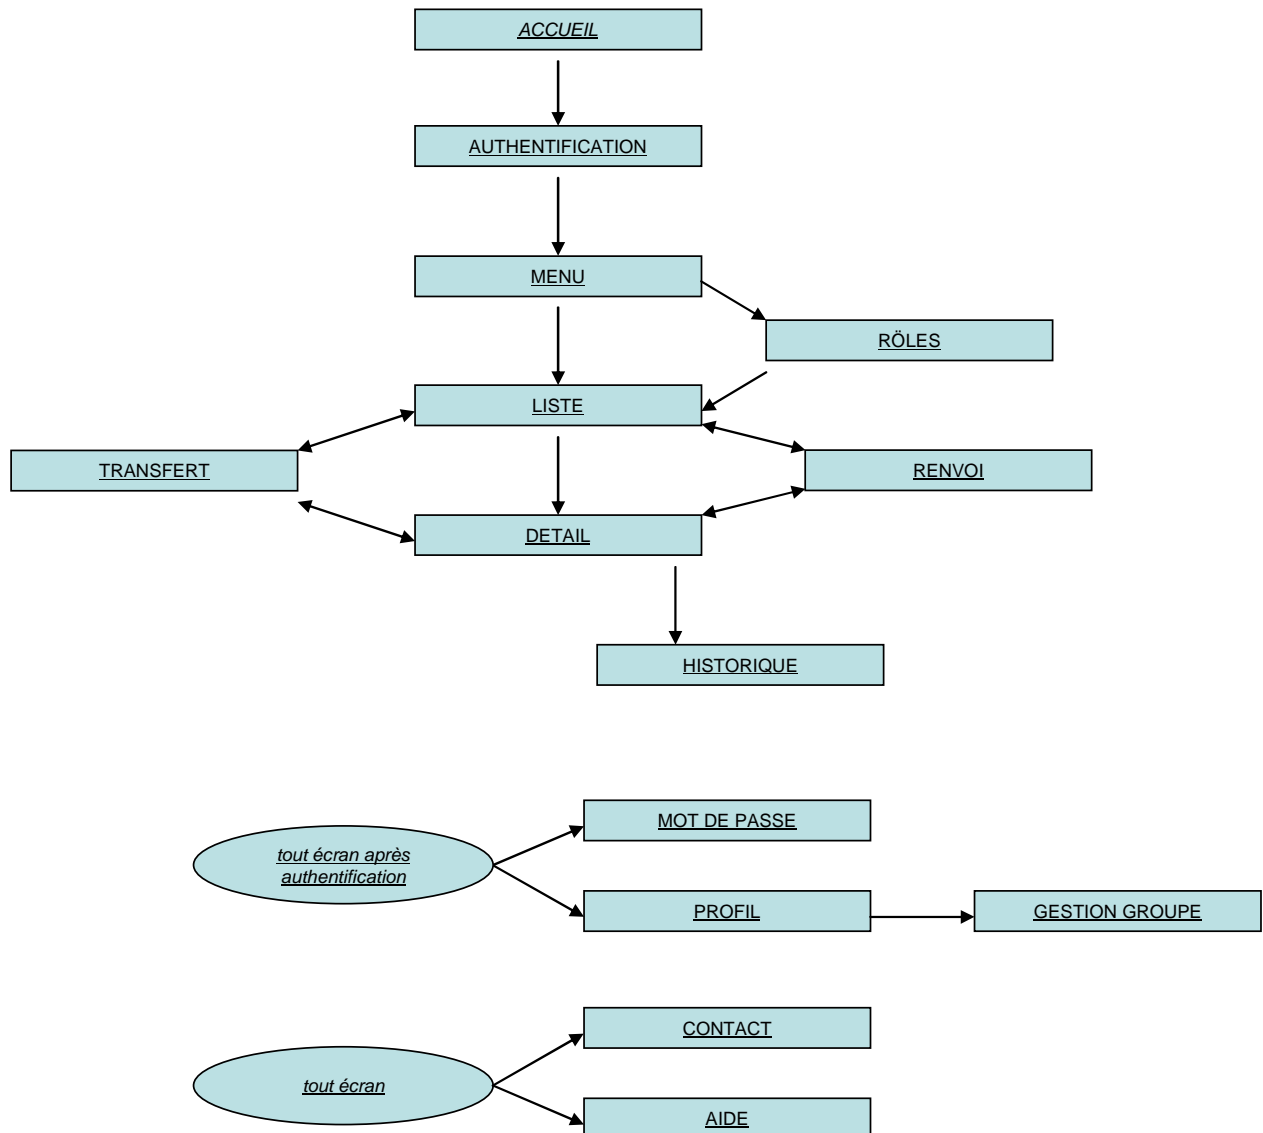 ACCUEIL
AUTHENTIFICATION
MENU
RÖLES
LISTE
TRANSFERT
RENVOI
DETAIL
HISTORIQUE
MOT DE PASSE
tout écran après
authentification
PROFIL
GESTION GROUPE
CONTACT
tout écran
AIDE